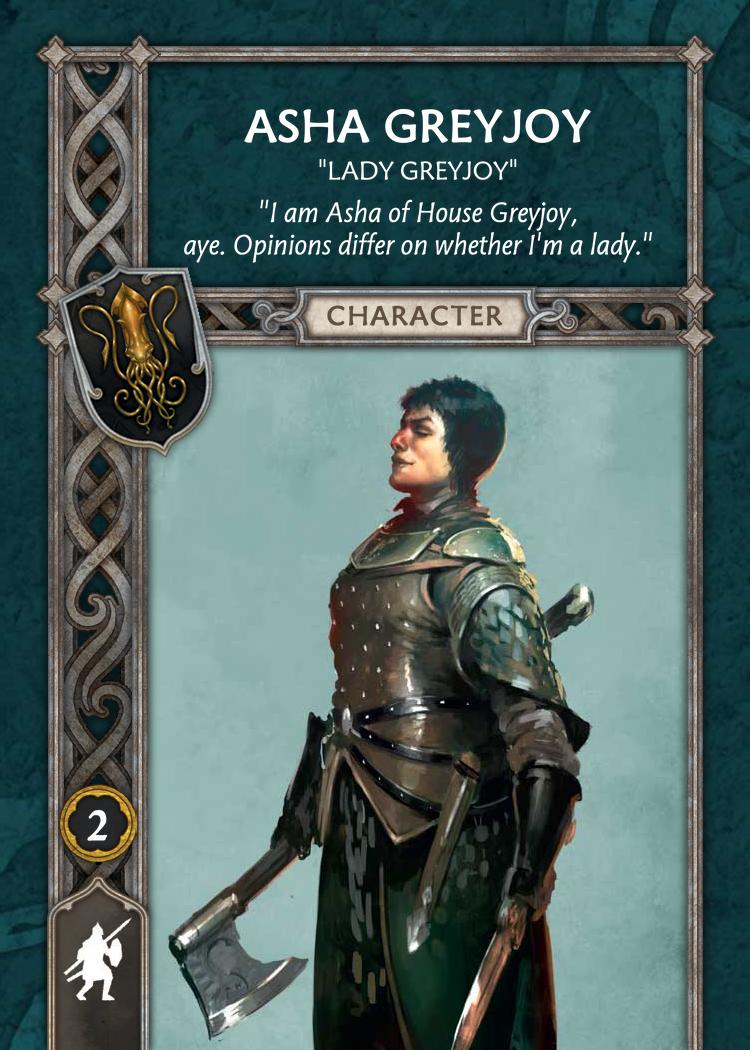 ASHA GREYJOY
"LADY GREYJOY"
"I am Asha of House Greyjoy,
aye. Opinions differ on whether I'm a lady."
CHARACTER
2